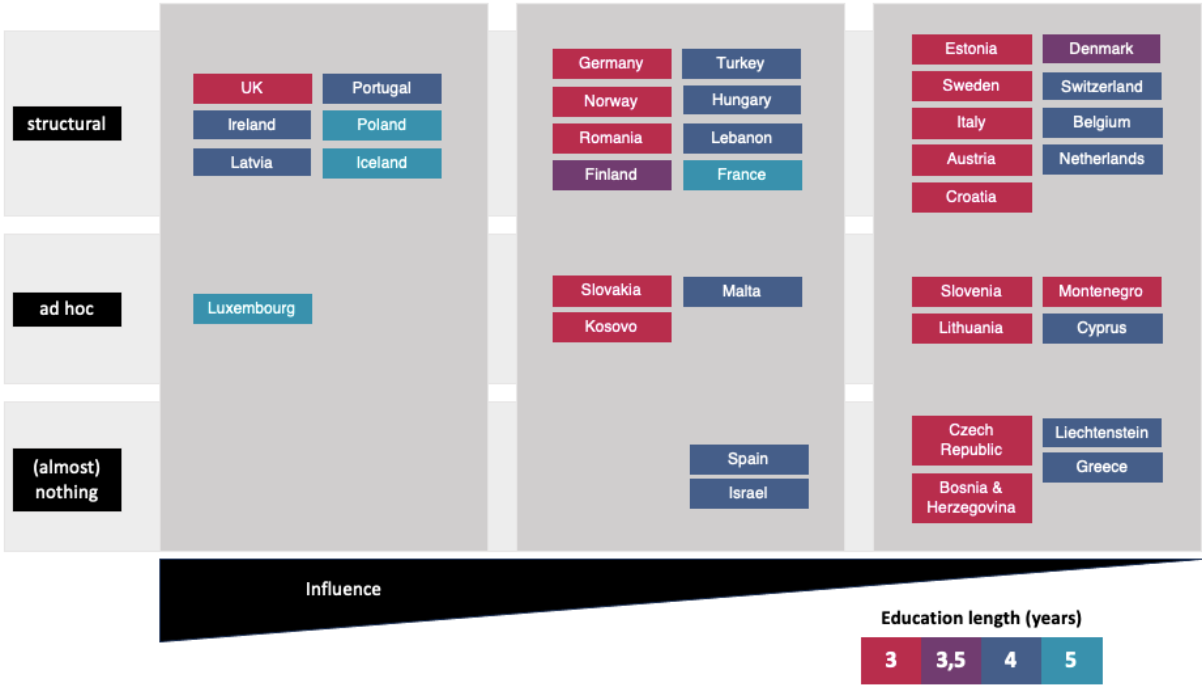 structural
UK
Portugal
Ireland
Poland
Latvia
Iceland
Germany
Turkey
Norway
Hungary
Romania
Lebanon
Finland
France
Estonia
Denmark
Sweden
Switzerland
Italy
Belgium
Austria
Netherlands
Croatia
ad hoc
Luxembourg
Slovakia
Malta
Kosovo
Slovenia
Montenegro
Lithuania
Cyprus
(almost)
nothing
Spain
Israel
Czech
Republic
Liechtenstein
Greece
Bosnia &
Herzegovina
Influence
Education length (years)
3 3,5 4 5